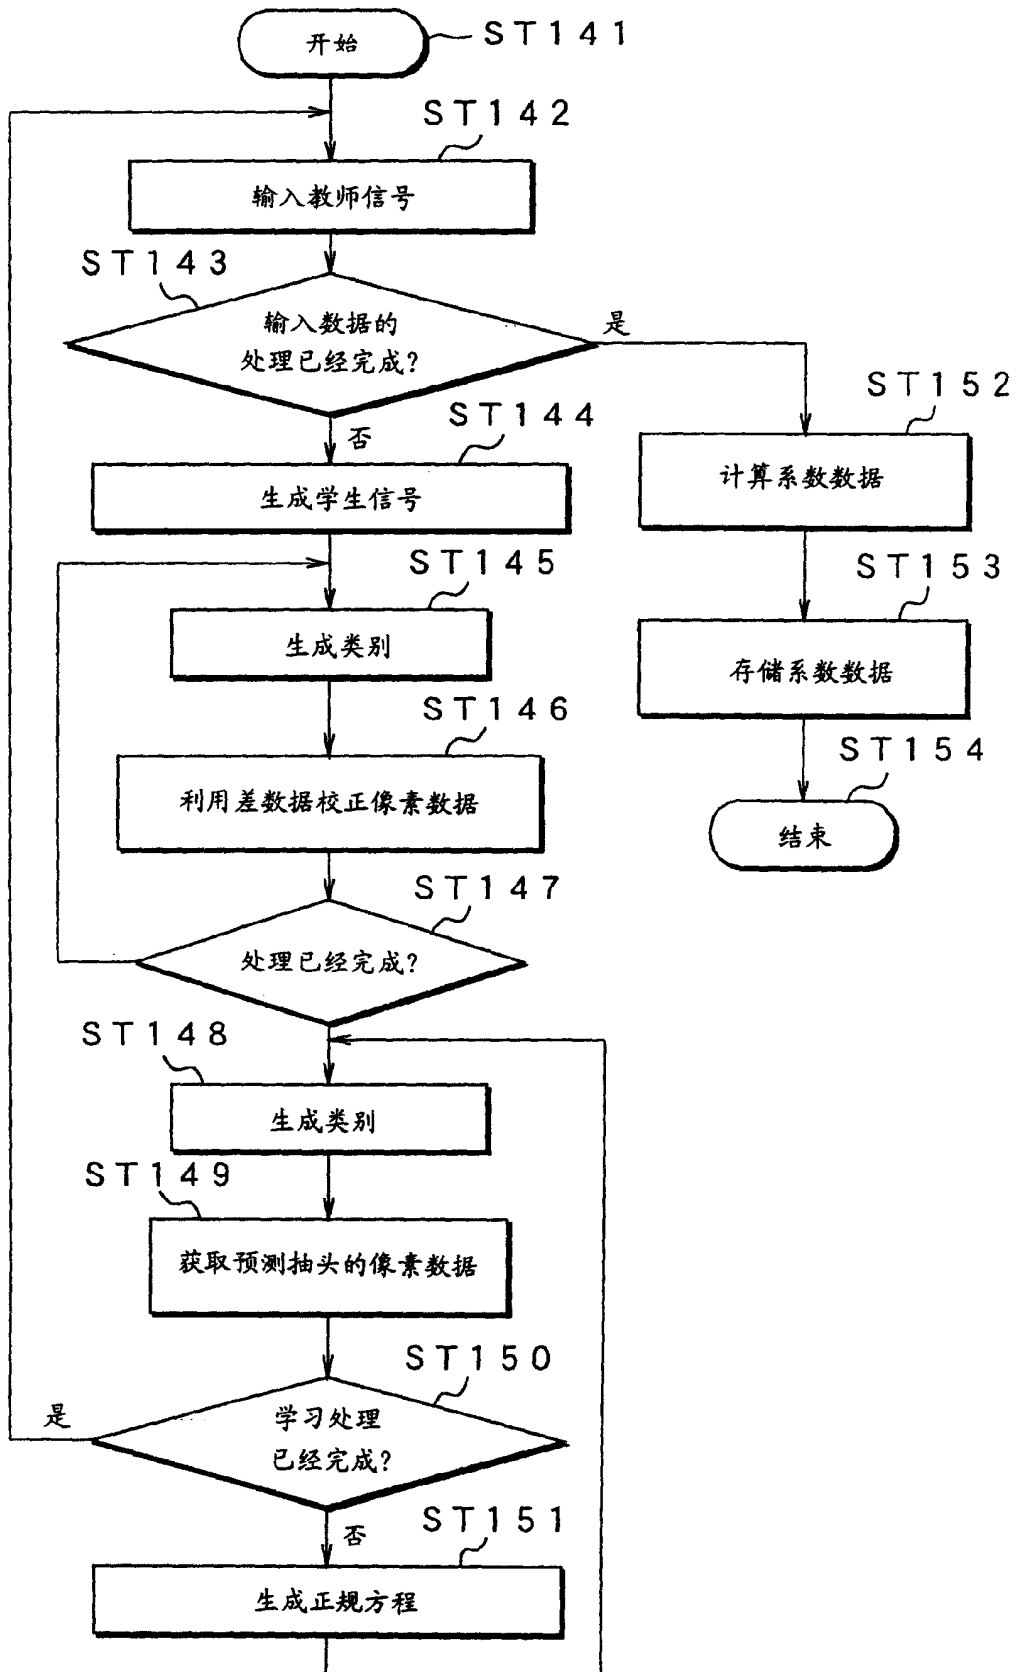 开始
ST141
ST142
输入教师信号
ST143
输入数据的
处理已经完成?
是
否
ST144
生成学生信号
ST145
生成类别
ST146
利用差数据校正像素数据
ST147
处理已经完成?
ST148
生成类别
ST149
获取预测抽头的像素数据
ST150
学习处理
已经完成?
是
否
ST151
生成正规方程
ST152
计算系数数据
ST153
存储系数数据
ST154
结束